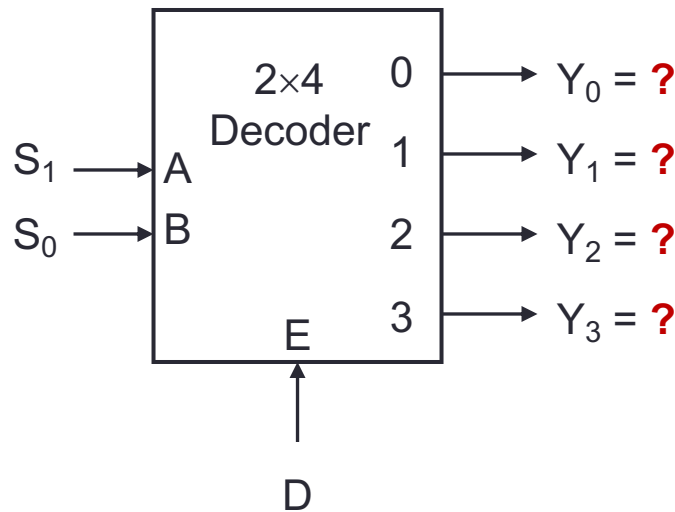 2×4
Decoder
S₁
S₀
A
B
E
D
0
1
2
3
Y₀ = ?
Y₁ = ?
Y₂ = ?
Y₃ = ?